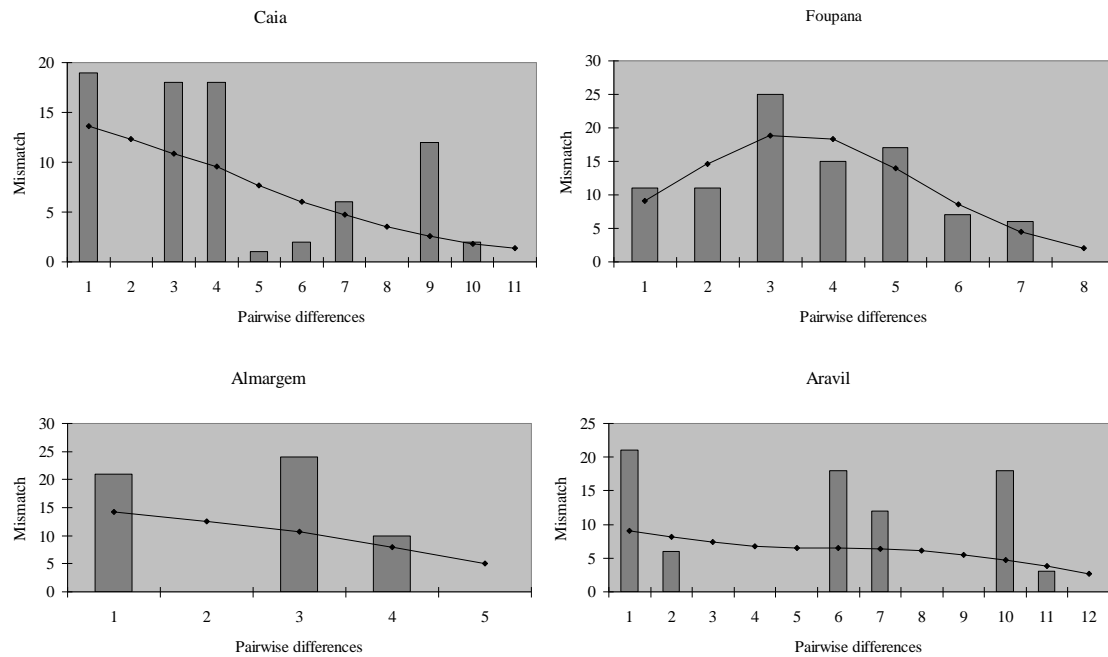 Caia
20
15
10
5
0
Mismatch
1 2 3 4 5 6 7 8 9 10 11
Pairwise differences
Foupana
30
25
20
15
10
5
0
Mismatch
1 2 3 4 5 6 7 8
Pairwise differences
Almargem
30
25
20
15
10
5
0
Mismatch
1 2 3 4 5
Pairwise differences
Aravil
25
20
15
10
5
0
Mismatch
1 2 3 4 5 6 7 8 9 10 11 12
Pairwise differences